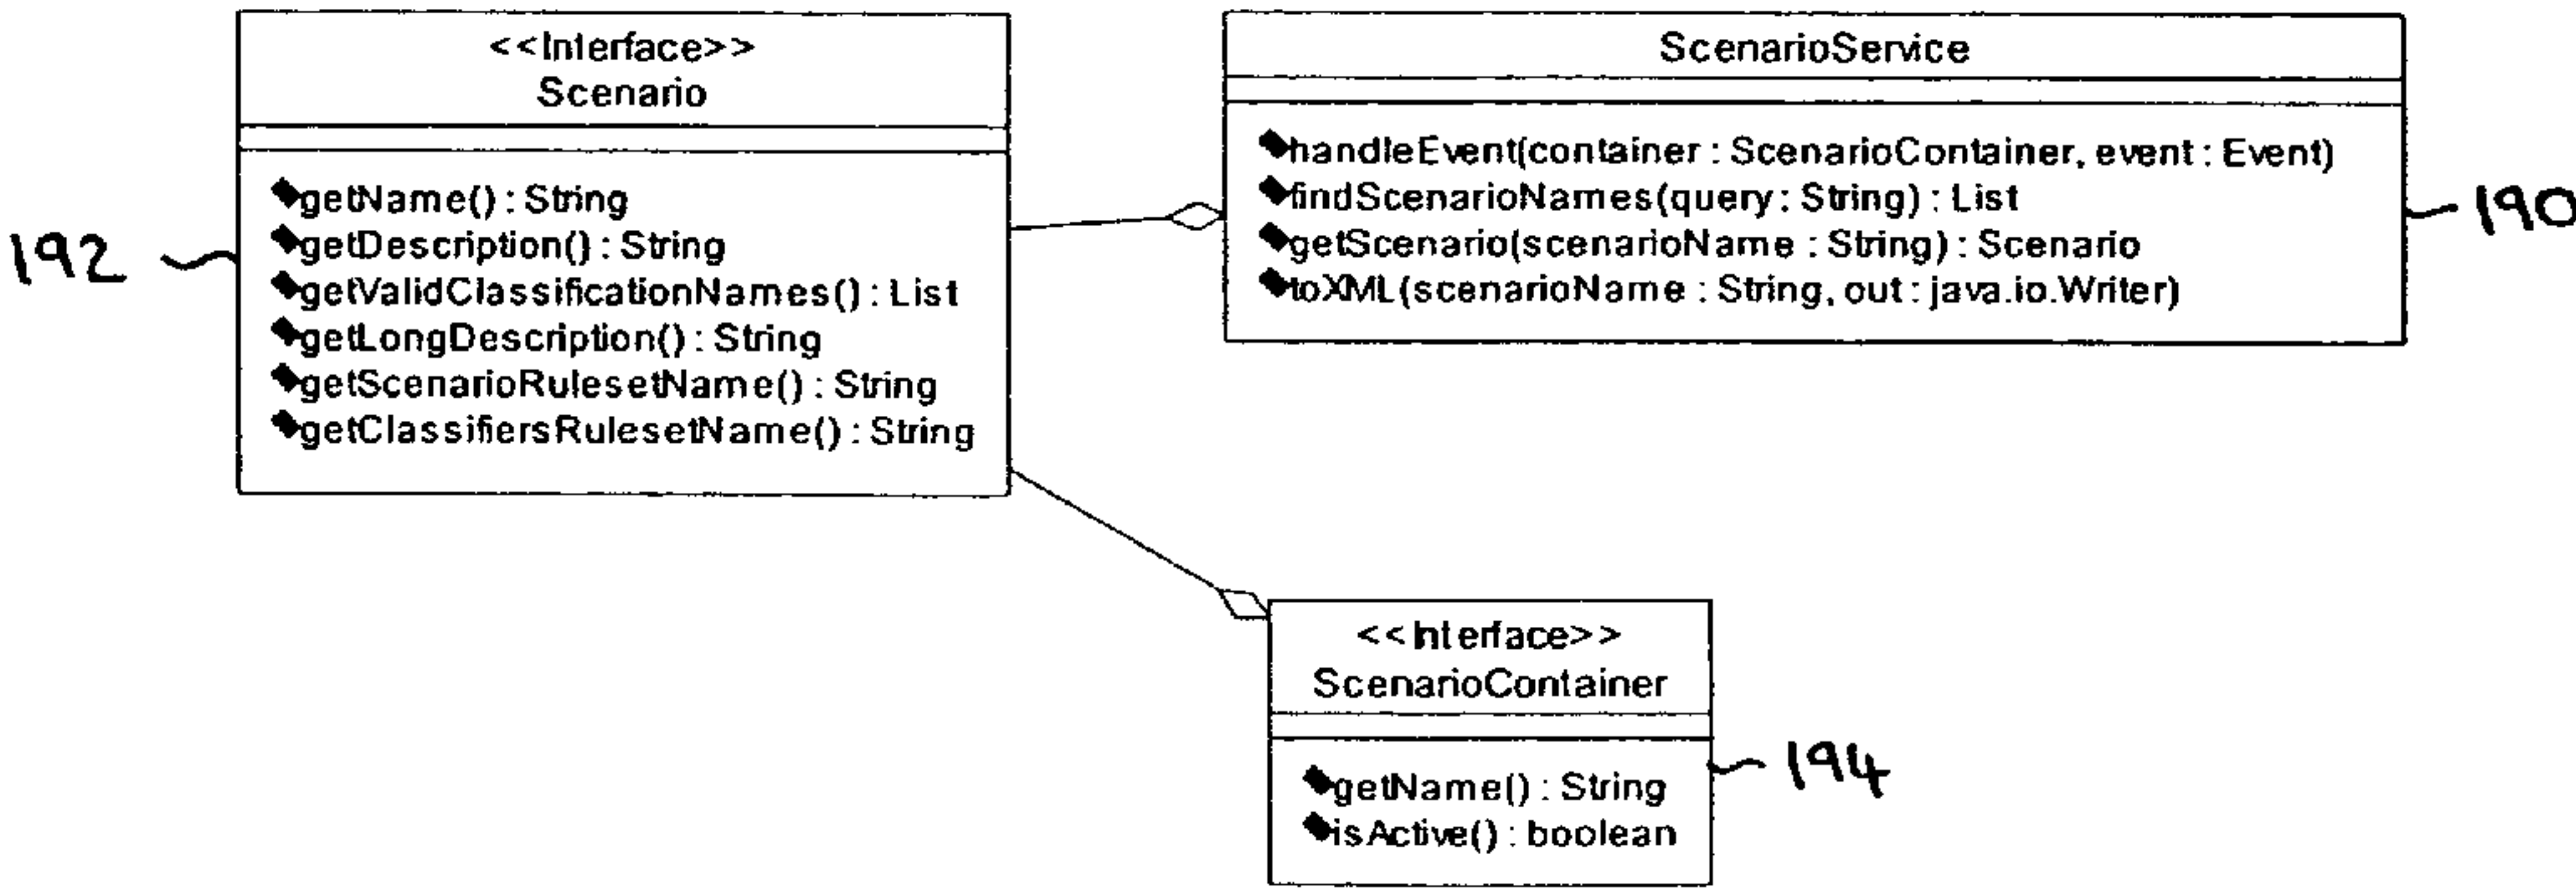 <<Interface>>
Scenario
getName() : String
getDescription() : String
getValidClassificationNames() : List
getLongDescription() : String
getScenarioRulesetName() : String
getClassifiersRulesetName() : String
192
ScenarioService
handleEvent(container : ScenarioContainer, event : Event)
findScenarioNames(query : String) : List
getScenario(scenarioName : String) : Scenario
toXML(scenarioName : String, out : java.io.Writer)
190
<<Interface>>
ScenarioContainer
getName() : String
isActive() : boolean
194